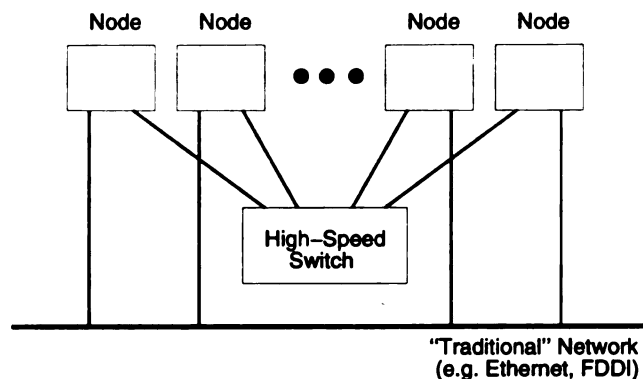 Node Node Node Node
High-Speed
Switch
"Traditional" Network
(e.g. Ethernet, FDDI)